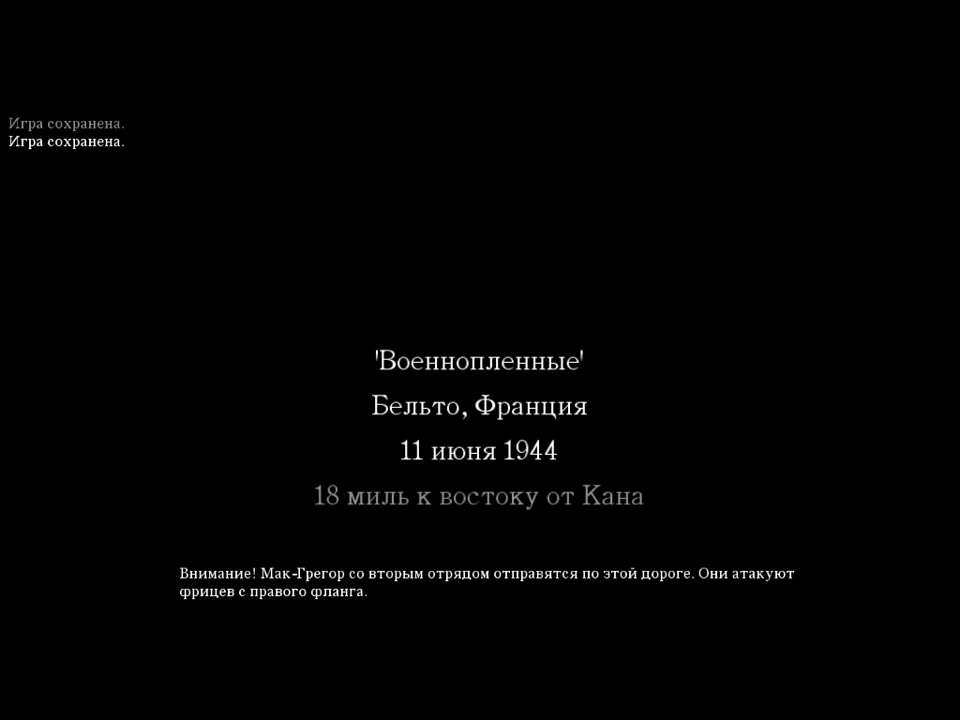 Игра сохранена.
Игра сохранена.
'Военнопленные'
Бельто, Франция
11 июня 1944
18 миль к востоку от Кана
Внимание! Мак-Грегор со вторым отрядом отправятся по этой дороге. Они атакуют
фрицев с правого фланга.